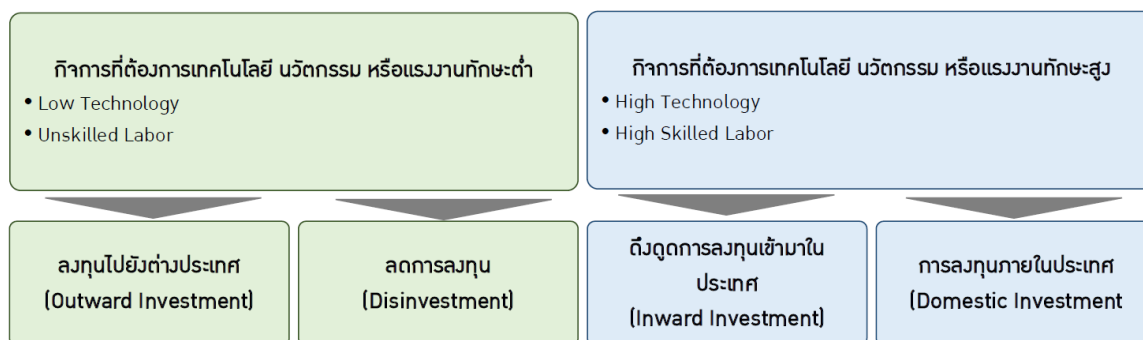 กิจการที่ต้องการเทคโนโลยี นวัตกรรม หรือแรงงานทักษะต่ำ
• Low Technology
• Unskilled Labor
กิจการที่ต้องการเทคโนโลยี นวัตกรรม หรือแรงงานทักษะสูง
• High Technology
• High Skilled Labor
ลงทุนไปยังต่างประเทศ
(Outward Investment)
ลดการลงทุน
(Disinvestment)
ดึงดูดการลงทุนเข้ามาใน
ประเทศ
(Inward Investment)
การลงทุนภายในประเทศ
(Domestic Investment